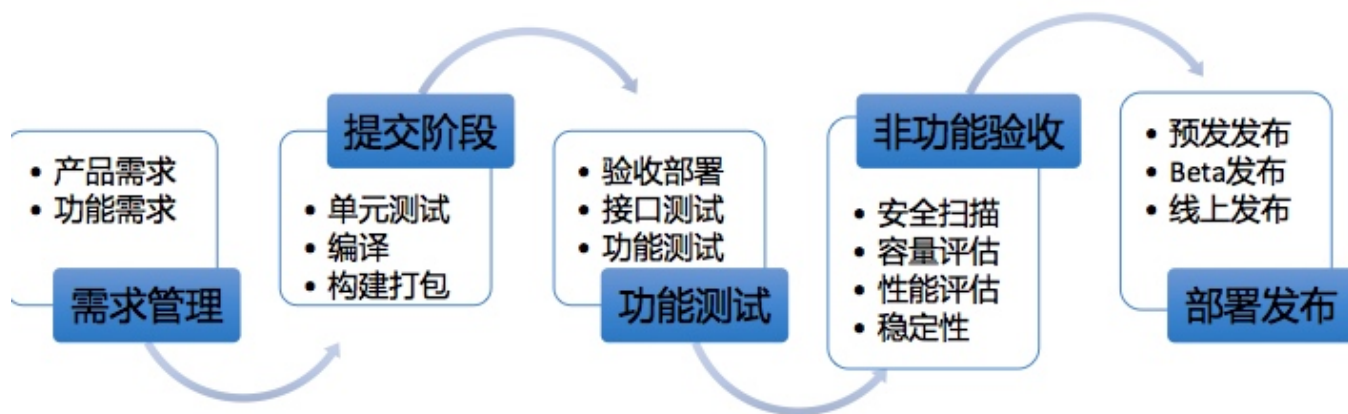 • 产品需求
• 功能需求
需求管理
提交阶段
• 单元测试
• 编译
• 构建打包
• 验收部署
• 接口测试
• 功能测试
功能测试
非功能验收
• 安全扫描
• 容量评估
• 性能评估
• 稳定性
• 预发发布
• Beta发布
• 线上发布
部署发布